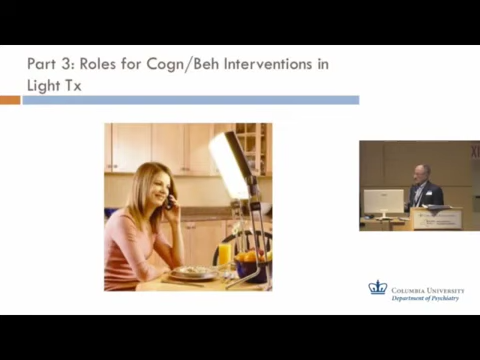 Part 3: Roles for Cogn/Beh Interventions in
Light Tx
COLUMBIA UNIVERSITY
Department of Psychiatry